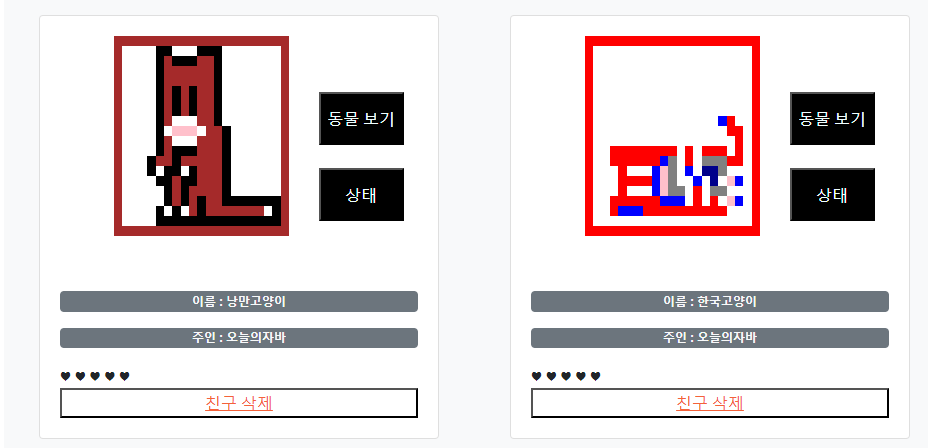 동물 보기
상태
이름 : 낭만고양이
주인 : 오늘의자바
♥ ♥ ♥ ♥ ♥
친구 삭제
동물 보기
상태
이름 : 한국고양이
주인 : 오늘의자바
♥ ♥ ♥ ♥ ♥
친구 삭제